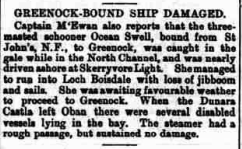 GREENOCK-BOUND SHIP DAMAGED.
Captain M'Ewan also reports that the three-
masted schooner Ocean Swell, bound from St
John's, N.F., to Greenock, was caught in the
gale while in the North Channel, and was nearly
driven ashore at Skerryvore Light. She managed
to run into Loch Boisdale with loss of jibboom
and sails. She was awaiting favourable weather
to proceed to Greenock. When the Dunara
Castla left Oban there were several disabled
vessels lying in the bay. The steamer had a
rough passage, but sustained no damage.